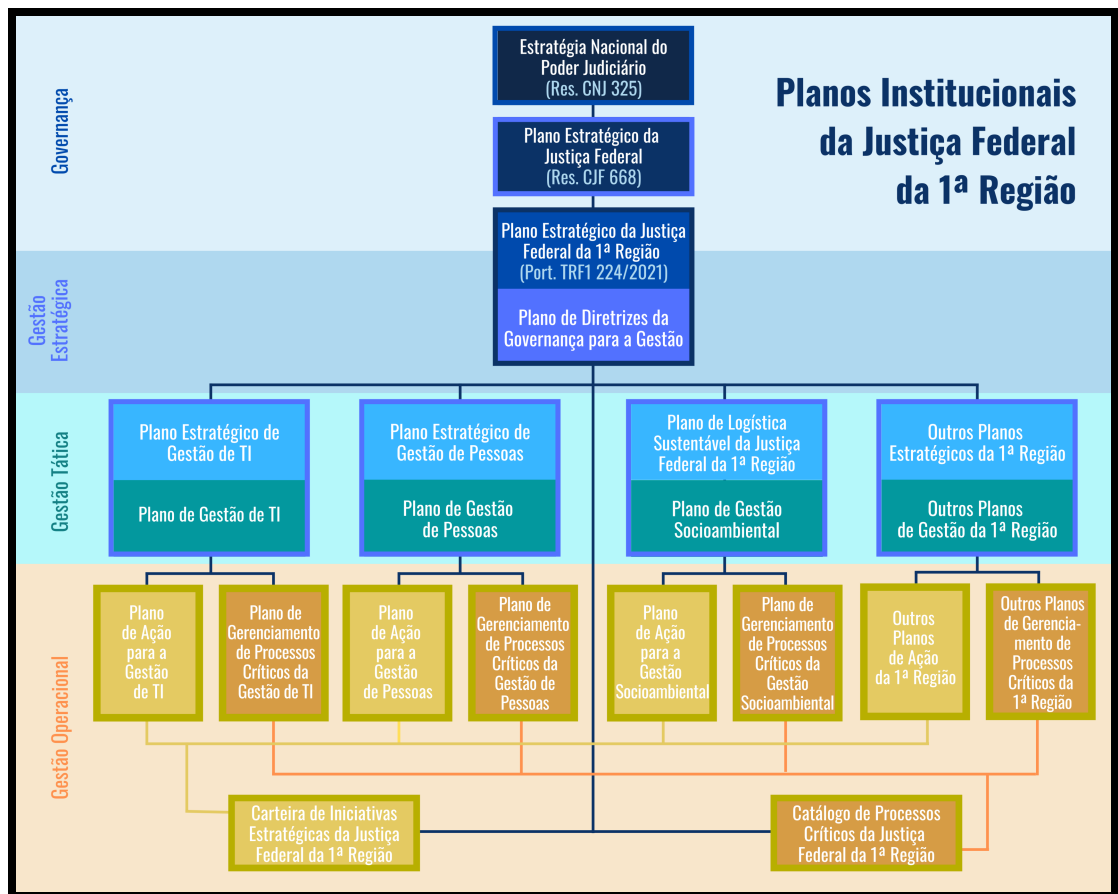 Planos Institucionais
da Justiça Federal
da 1ª Região
Governança
Estratégia Nacional do
Poder Judiciário
(Res. CNJ 325)
Plano Estratégico da
Justiça Federal
(Res. CJF 668)
Plano Estratégico da Justiça
Federal da 1ª Região
(Port. TRF1 224/2021)
Gestão
Estratégica
Plano de Diretrizes da
Governança para a Gestão
Gestão Tática
Plano Estratégico de
Gestão de TI
Plano de Gestão de TI
Plano Estratégico de
Gestão de Pessoas
Plano de Gestão
de Pessoas
Plano de Logística
Sustentável da Justiça
Federal da 1ª Região
Plano de Gestão
Socioambiental
Outros Planos
Estratégicos da 1ª Região
Outros Planos
de Gestão da 1ª Região
Gestão Operacional
Plano
de Ação
para a
Gestão
de TI
Plano de
Gerenciamento
de Processos
Críticos da
Gestão de TI
Plano
de Ação
para a
Gestão
de Pessoas
Plano de
Gerenciamento
de Processos
Críticos da
Gestão de
Pessoas
Plano
de Ação
para a
Gestão
Socioambiental
Plano de
Gerenciamento
de Processos
Críticos da
Gestão
Socioambiental
Outros
Planos
de Ação
da 1ª Região
Outros Planos
de Gerencia-
mento de
Processos
Críticos da
1ª Região
Carteira de Iniciativas
Estratégicas da Justiça
Federal da 1ª Região
Catálogo de Processos
Críticos da Justiça
Federal da 1ª Região